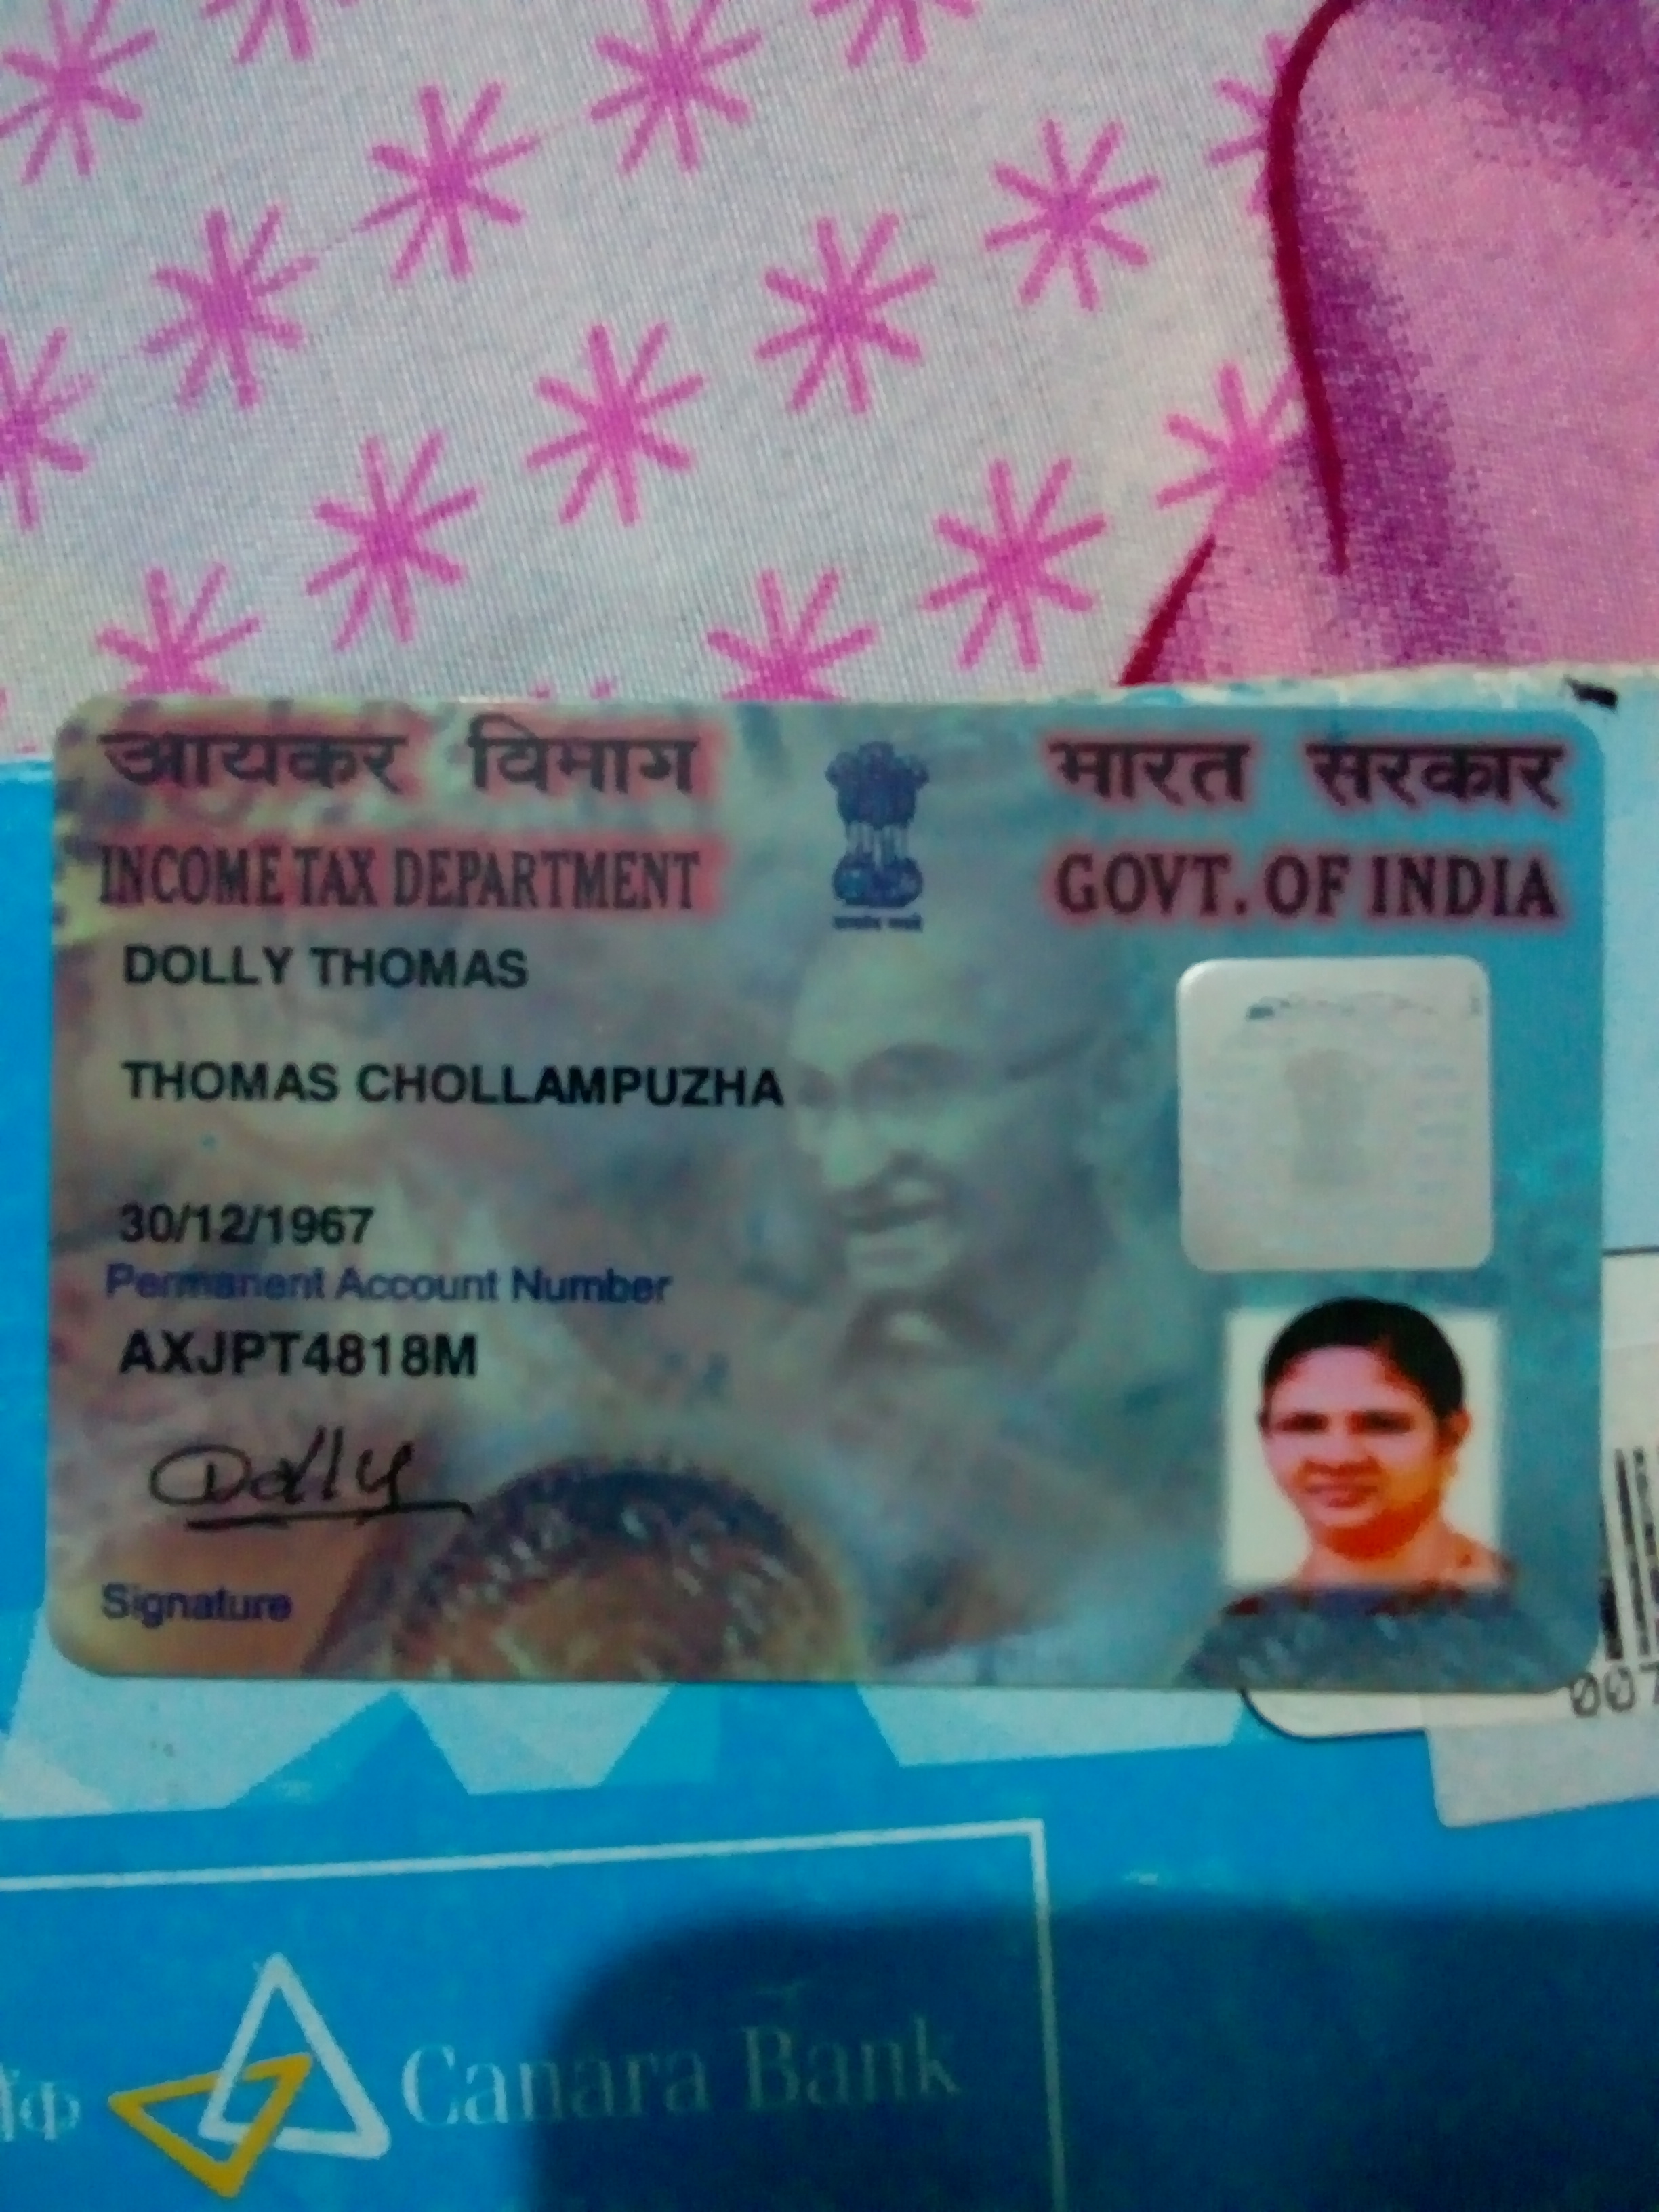 आयकर विभाग भारत सरकार
INCOME TAX DEPARTMENT GOVT. OF INDIA
DOLLY THOMAS
THOMAS CHOLLAMPUZHA
30/12/1967
Permanent Account Number
AXJPT4818M
Dolly
Signature
007
Canara Bank